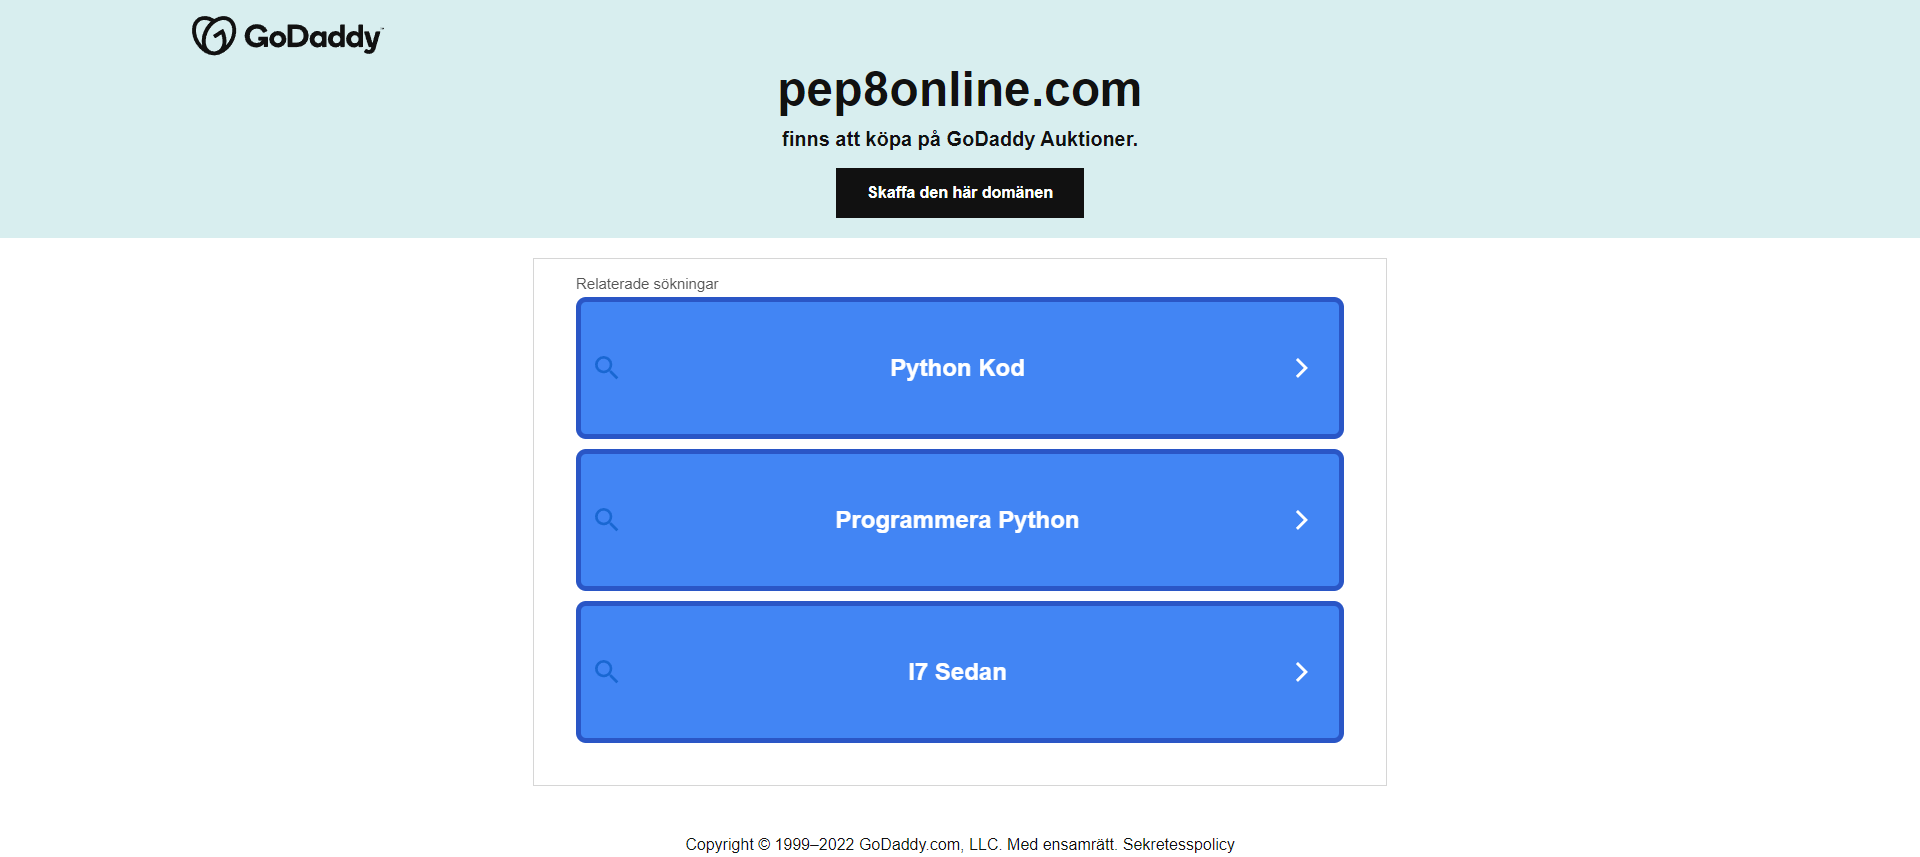 GoDaddy
pep8online.com
finns att köpa på GoDaddy Auktioner.
Skaffa den här domänen
Relaterade sökningar
Python Kod
Programmera Python
I7 Sedan
Copyright © 1999–2022 GoDaddy.com, LLC. Med ensamrätt. Sekretesspolicy